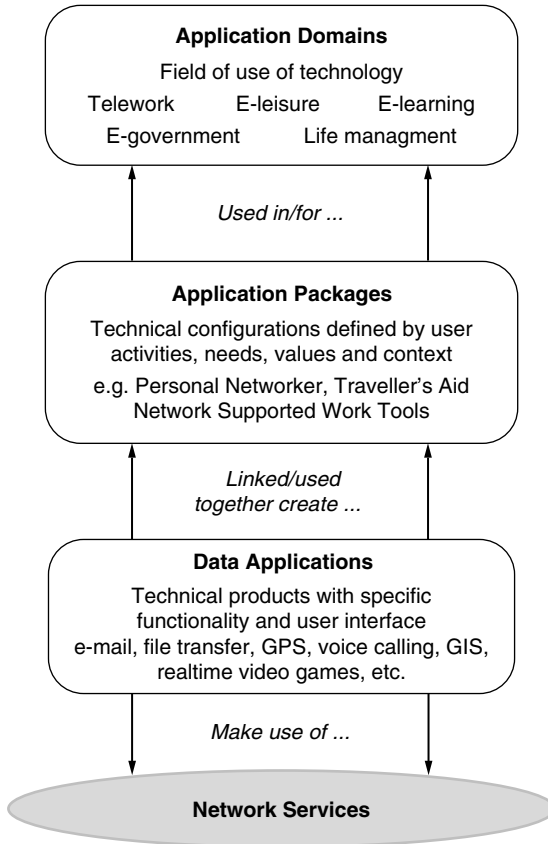 Application Domains
Field of use of technology
Telework E-leisure E-learning
E-government Life managment
Used in/for ...
Application Packages
Technical configurations defined by user
activities, needs, values and context
e.g. Personal Networker, Traveller's Aid
Network Supported Work Tools
Linked/used
together create ...
Data Applications
Technical products with specific
functionality and user interface
e-mail, file transfer, GPS, voice calling, GIS,
realtime video games, etc.
Make use of ...
Network Services